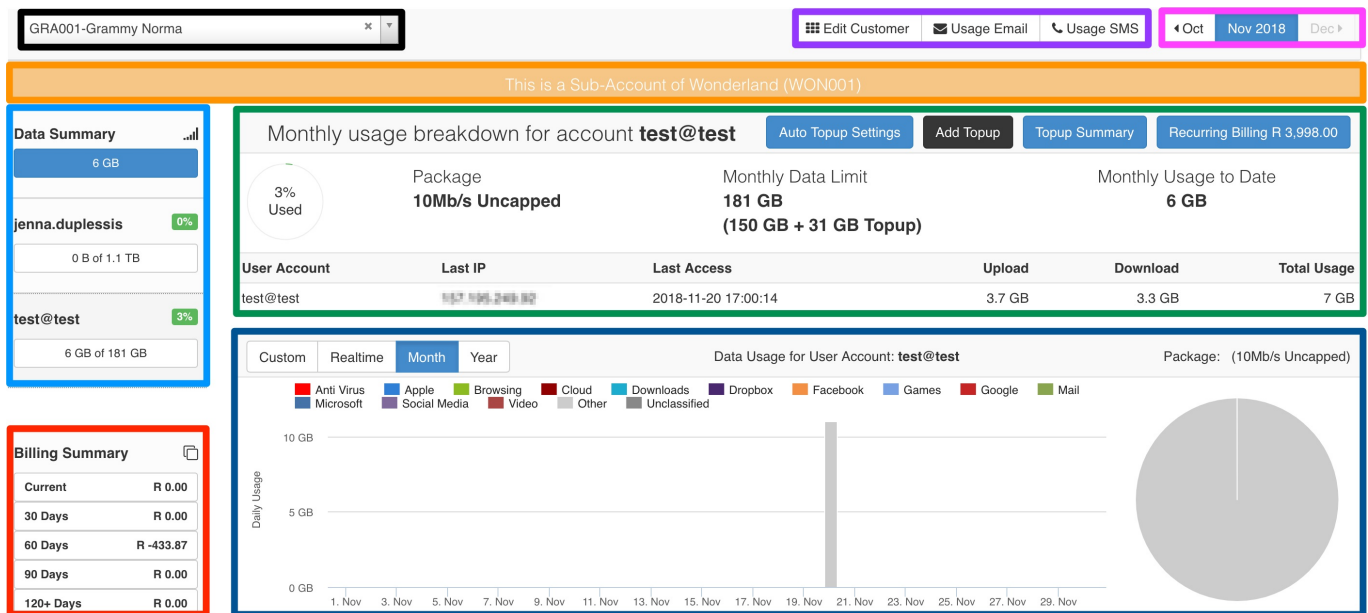 GRA001-Grammy Norma × ▼
Edit Customer Usage Email Usage SMS
Oct Nov 2018 Dec
This is a Sub-Account of Wonderland (WON001)
Data Summary
6 GB
jenna.duplessis 0%
0 B of 1.1 TB
test@test 3%
6 GB of 181 GB
Billing Summary
Current R 0.00
30 Days R 0.00
60 Days R -433.87
90 Days R 0.00
120+ Days R 0.00
Monthly usage breakdown for account test@test
Auto Topup Settings Add Topup Topup Summary Recurring Billing R 3,998.00
3%
Used
Package
10Mb/s Uncapped
Monthly Data Limit
181 GB
(150 GB + 31 GB Topup)
Monthly Usage to Date
6 GB
User Account Last IP Last Access Upload Download Total Usage
test@test 2018-11-20 17:00:14 3.7 GB 3.3 GB 7 GB
Custom Realtime Month Year
Data Usage for User Account: test@test
Package: (10Mb/s Uncapped)
Anti Virus Apple Browsing Cloud Downloads Dropbox Facebook Games Google Mail
Microsoft Social Media Video Other Unclassified
Daily Usage
10 GB
5 GB
0 GB
1. Nov 3. Nov 5. Nov 7. Nov 9. Nov 11. Nov 13. Nov 15. Nov 17. Nov 19. Nov 21. Nov 23. Nov 25. Nov 27. Nov 29. Nov